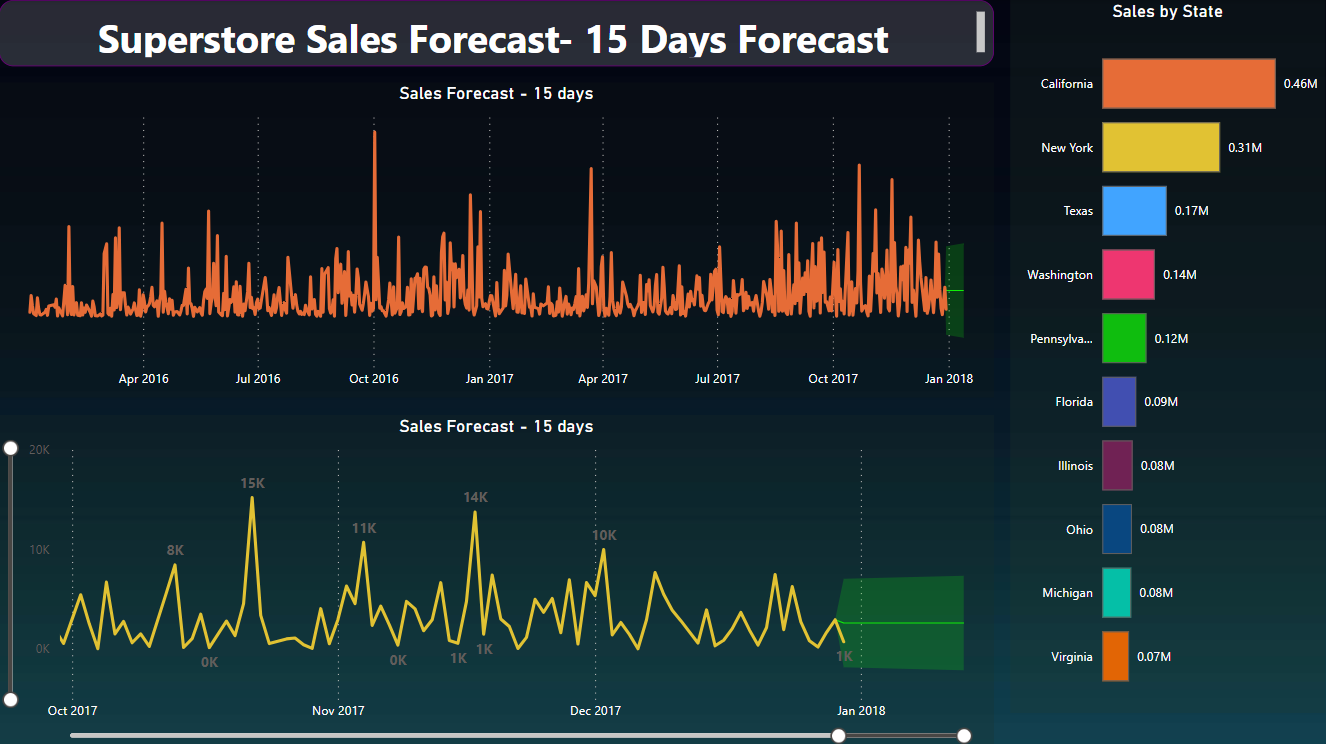 Superstore Sales Forecast- 15 Days Forecast
Sales Forecast - 15 days
Apr 2016 Jul 2016 Oct 2016 Jan 2017 Apr 2017 Jul 2017 Oct 2017 Jan 2018
Sales Forecast - 15 days
20K
10K
0K
15K
14K
11K
10K
8K
0K
0K
1K
1K
1K
Oct 2017 Nov 2017 Dec 2017 Jan 2018
Sales by State
California 0.46M
New York 0.31M
Texas 0.17M
Washington 0.14M
Pennsylva... 0.12M
Florida 0.09M
Illinois 0.08M
Ohio 0.08M
Michigan 0.08M
Virginia 0.07M